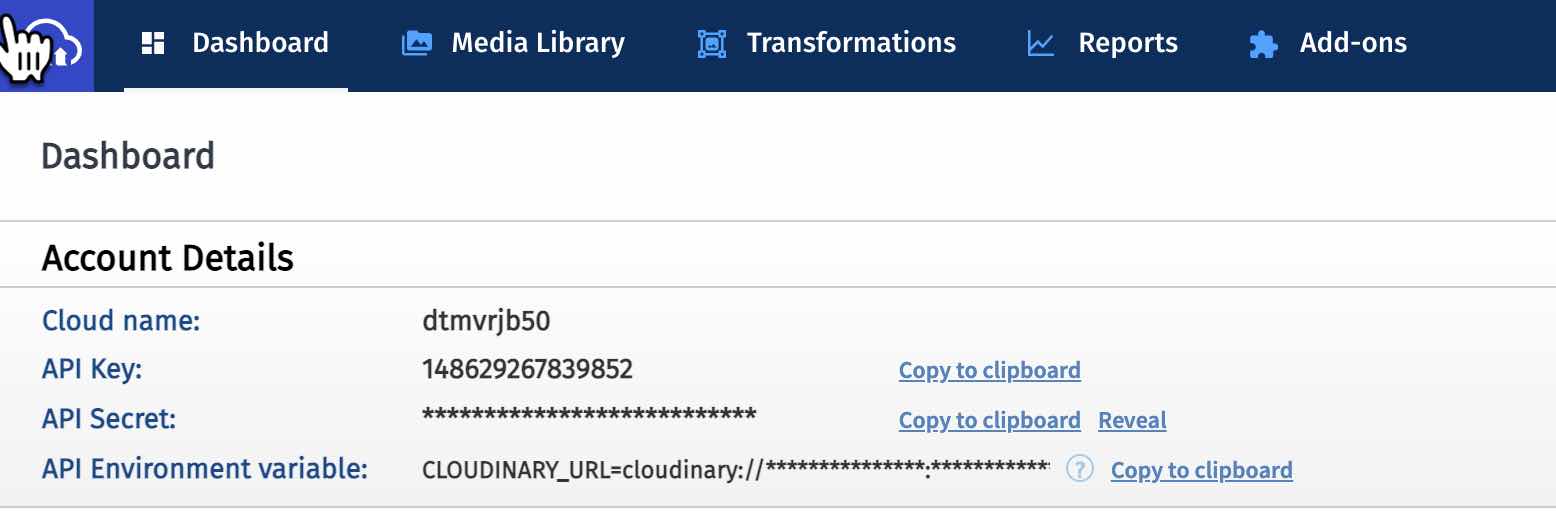 Dashboard Media Library Transformations Reports Add-ons
Dashboard
Account Details
Cloud name: dtmvrjb50
API Key: 148629267839852 Copy to clipboard
API Secret: *************************** Copy to clipboard Reveal
API Environment variable: CLOUDINARY_URL=cloudinary://***************:*********** ? Copy to clipboard